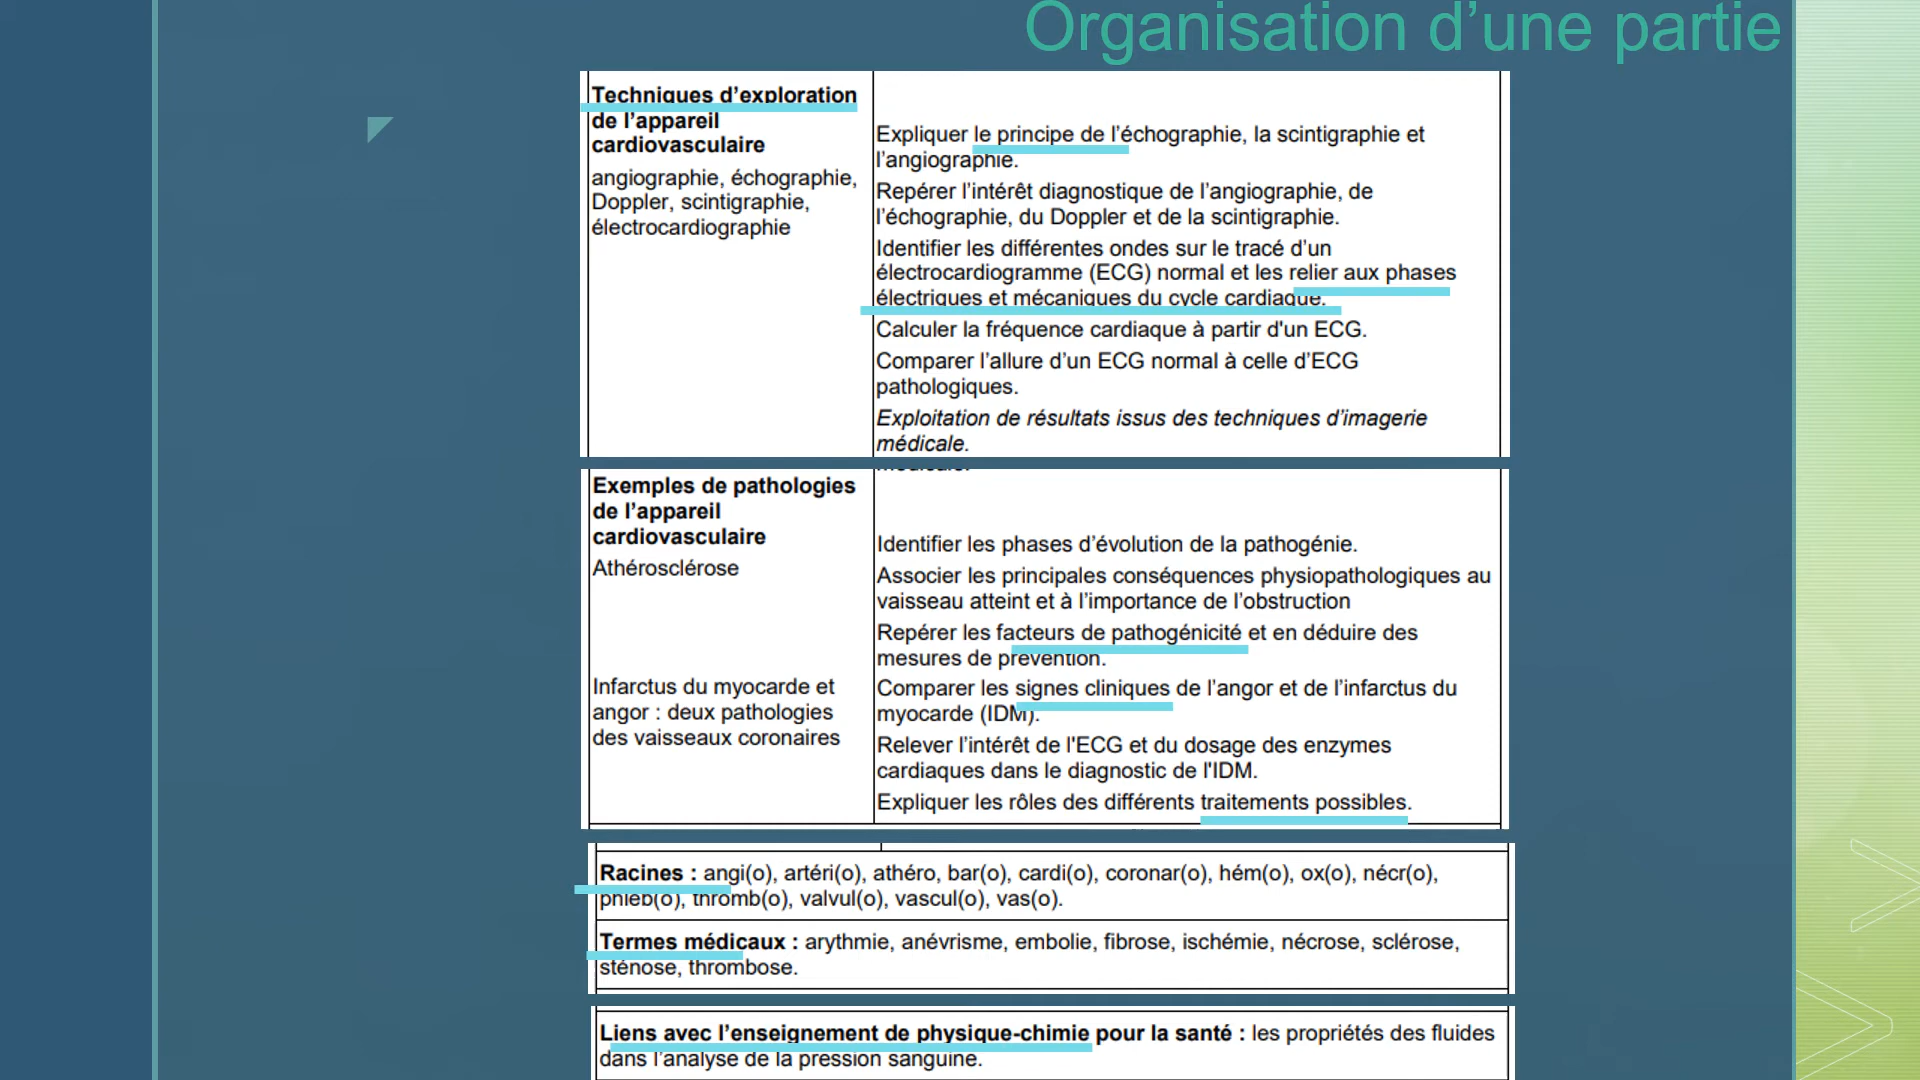 Organisation d’une partie
Techniques d’exploration
de l’appareil
cardiovasculaire
angiographie, échographie,
Doppler, scintigraphie,
électrocardiographie
Expliquer le principe de l’échographie, la scintigraphie et
l’angiographie.
Repérer l’intérêt diagnostique de l’angiographie, de
l’échographie, du Doppler et de la scintigraphie.
Identifier les différentes ondes sur le tracé d’un
électrocardiogramme (ECG) normal et les relier aux phases
électriques et mécaniques du cycle cardiaque.
Calculer la fréquence cardiaque à partir d'un ECG.
Comparer l’allure d’un ECG normal à celle d’ECG
pathologiques.
Exploitation de résultats issus des techniques d’imagerie
médicale.
médicale.
Exemples de pathologies
de l’appareil
cardiovasculaire
Athérosclérose
Infarctus du myocarde et
angor : deux pathologies
des vaisseaux coronaires
Identifier les phases d’évolution de la pathogénie.
Associer les principales conséquences physiopathologiques au
vaisseau atteint et à l’importance de l’obstruction
Repérer les facteurs de pathogénicité et en déduire des
mesures de prévention.
Comparer les signes cliniques de l’angor et de l’infarctus du
myocarde (IDM).
Relever l’intérêt de l'ECG et du dosage des enzymes
cardiaques dans le diagnostic de l'IDM.
Expliquer les rôles des différents traitements possibles.
Racines : angi(o), artéri(o), athéro, bar(o), cardi(o), coronar(o), hém(o), ox(o), nécr(o),
phléb(o), thromb(o), valvul(o), vascul(o), vas(o).
Termes médicaux : arythmie, anévrisme, embolie, fibrose, ischémie, nécrose, sclérose,
sténose, thrombose.
Liens avec l’enseignement de physique-chimie pour la santé : les propriétés des fluides
dans l’analyse de la pression sanguine.